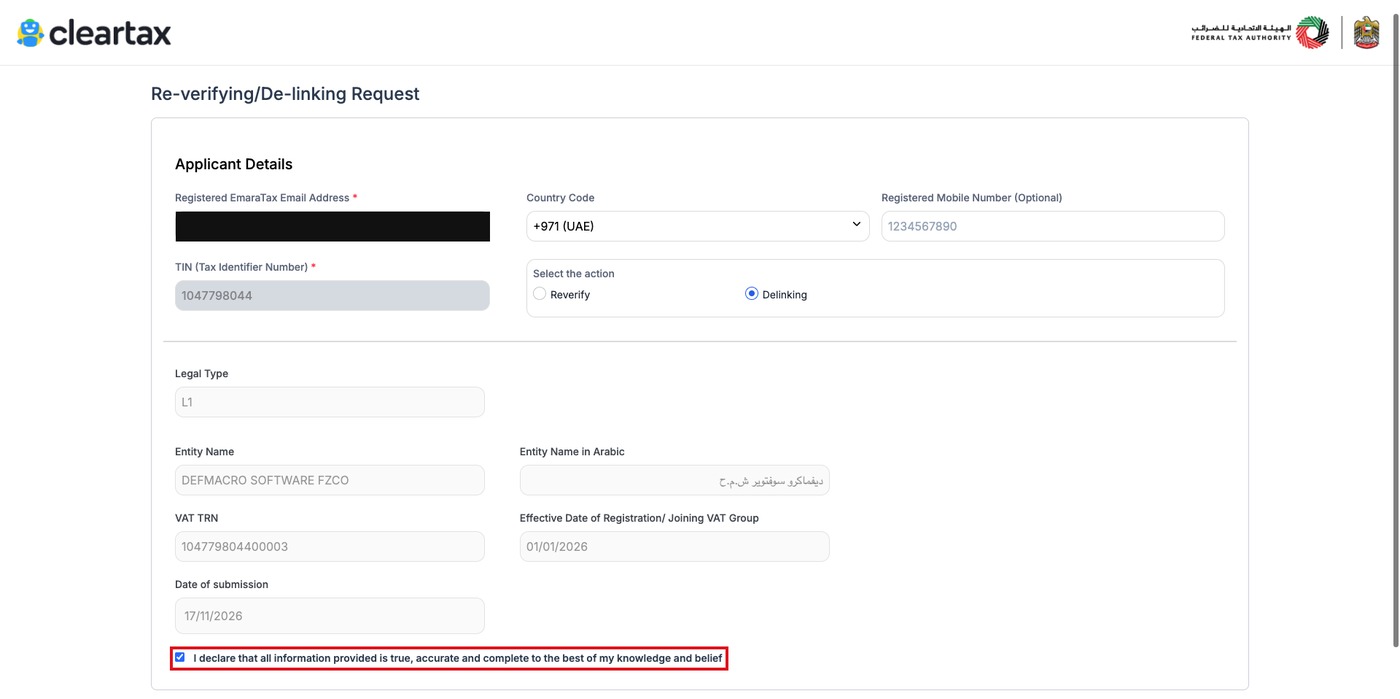 cleartax
الهيئة الاتحادية للضرائب
FEDERAL TAX AUTHORITY
Re-verifying/De-linking Request
Applicant Details
Registered EmaraTax Email Address *
Country Code
Registered Mobile Number (Optional)
+971 (UAE)
1234567890
TIN (Tax Identifier Number) *
1047798044
Select the action
Reverify
Delinking
Legal Type
L1
Entity Name
Entity Name in Arabic
DEFMACRO SOFTWARE FZCO
ديفماكرو سوفتوير ش.م.ح
VAT TRN
Effective Date of Registration/ Joining VAT Group
104779804400003
01/01/2026
Date of submission
17/11/2026
I declare that all information provided is true, accurate and complete to the best of my knowledge and belief